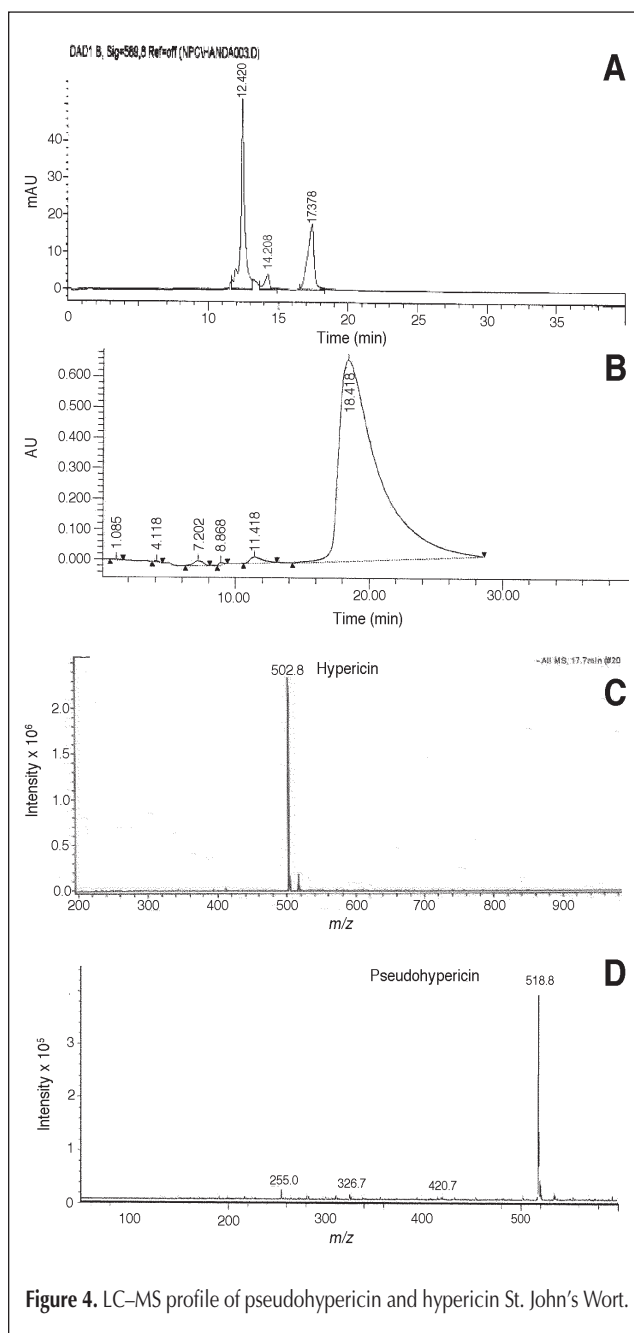 DAD1 B, Sig=589,8 Ref=off (NPC\HANDA003.D)
A
12.420
14.208
17.378
mAU
40
30
20
10
0
0 10 15 20 25 30 35
Time (min)
B
18.418
1.085
4.118
7.202
8.868
11.418
AU
0.600
0.500
0.400
0.300
0.200
0.100
0.000
10.00 20.00 30.00
Time (min)
C
502.8 Hypericin
Intensity x 10⁶
2.0
1.5
1.0
0.5
0.0
200 300 400 500 600 700 800 900
m/z
D
Pseudohypericin 518.8
Intensity x 10⁵
3
2
1
0
255.0 326.7 420.7
100 200 300 400 500
m/z
Figure 4. LC–MS profile of pseudohypericin and hypericin St. John's Wort.